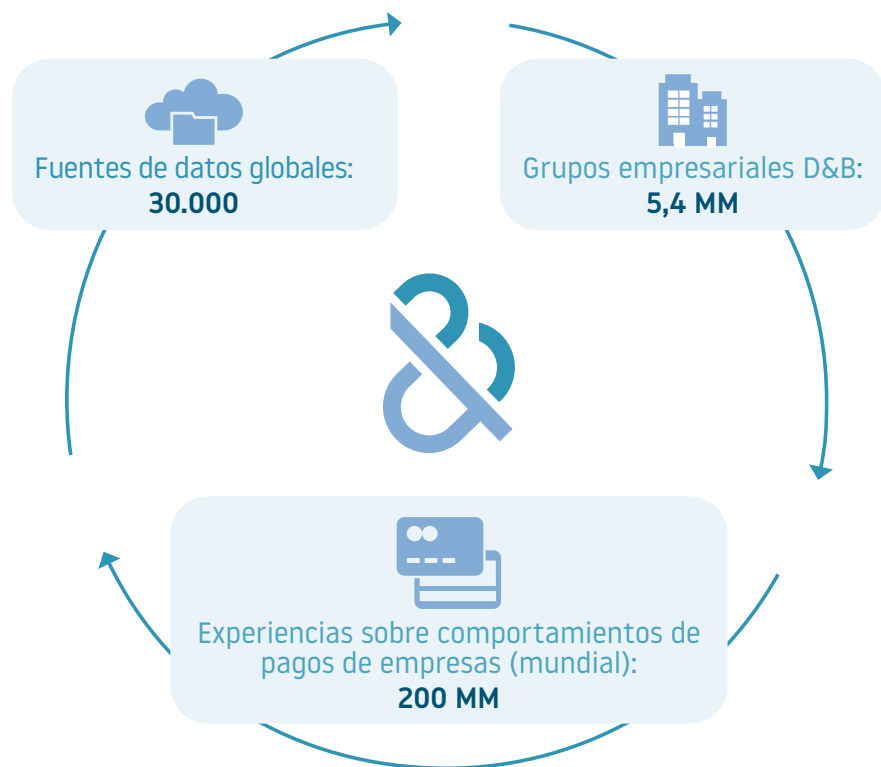 Fuentes de datos globales:
30.000
Grupos empresariales D&B:
5,4 MM
Experiencias sobre comportamientos de
pagos de empresas (mundial):
200 MM